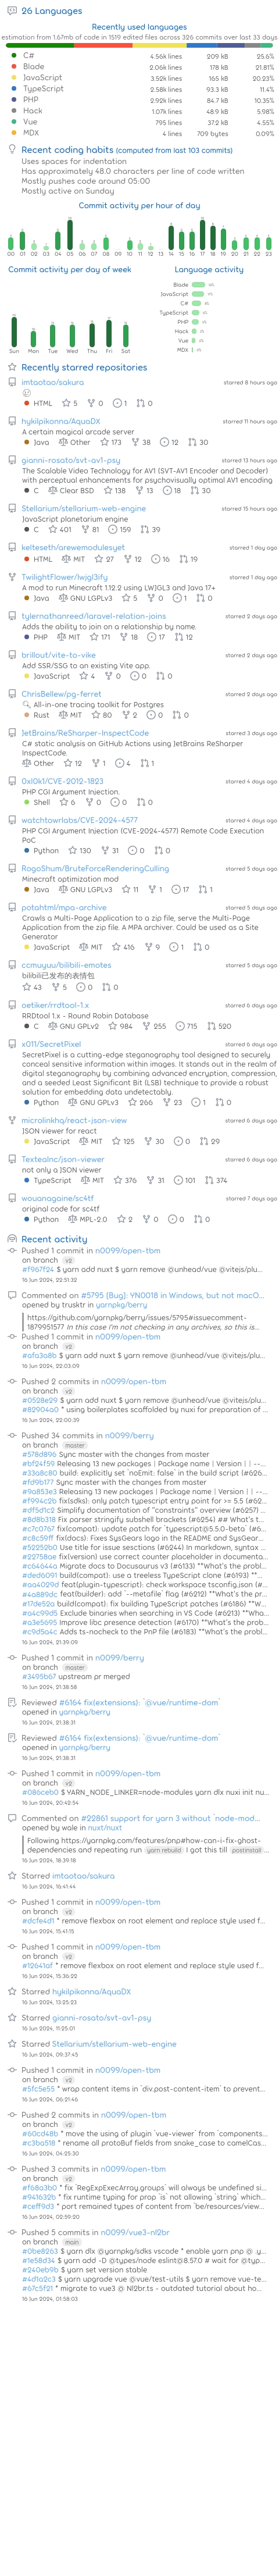 26 Languages
Recently used languages
estimation from 1.67mb of code in 1519 edited files across 326 commits over last 33 days
C# 4.56k lines 209 kB 25.6%
Blade 2.06k lines 178 kB 21.81%
JavaScript 3.52k lines 165 kB 20.23%
TypeScript 2.58k lines 93.3 kB 11.4%
PHP 2.92k lines 84.7 kB 10.35%
Hack 1.07k lines 48.9 kB 5.98%
Vue 795 lines 37.2 kB 4.55%
MDX 4 lines 709 bytes 0.09%
Recent coding habits (computed from last 103 commits)
Uses spaces for indentation
Has approximately 48.0 characters per line of code written
Mostly pushes code around 05:00
Mostly active on Sunday
Commit activity per hour of day
00 01 02 03 04 05 06 07 08 09 10 11 12 13 14 15 16 17 18 19 20 21 22 23
Commit activity per day of week
Language activity
Blade
JavaScript
C#
TypeScript
PHP
Hack
Vue
MDX
Sun Mon Tue Wed Thu Fri Sat
Recently starred repositories
imtaotao/sakura starred 8 hours ago
HTML 5 0 1 0
hykilpikonna/AquaDX starred 11 hours ago
A certain magical arcade server
Java Other 173 38 12 30
gianni-rosato/svt-av1-psy starred 13 hours ago
The Scalable Video Technology for AV1 (SVT-AV1 Encoder and Decoder)
with perceptual enhancements for psychovisually optimal AV1 encoding
C Clear BSD 138 13 18 30
Stellarium/stellarium-web-engine starred 15 hours ago
JavaScript planetarium engine
C 401 81 159 39
kelteseth/arewemodulesyet starred 1 day ago
HTML MIT 27 12 16 19
TwilightFlower/lwjgl3ify starred 1 day ago
A mod to run Minecraft 1.12.2 using LWJGL3 and Java 17+
Java GNU LGPLv3 5 0 1 0
tylernathanreed/laravel-relation-joins starred 2 days ago
Adds the ability to join on a relationship by name.
PHP MIT 171 18 17 12
brillout/vite-to-vike starred 2 days ago
Add SSR/SSG to an existing Vite app.
JavaScript 4 0 0 0
ChrisBellew/pg-ferret starred 2 days ago
🔍 All-in-one tracing toolkit for Postgres
Rust MIT 80 2 0 0
JetBrains/ReSharper-InspectCode starred 3 days ago
C# static analysis on GitHub Actions using JetBrains ReSharper
InspectCode.
Other 12 1 4 1
0xl0k1/CVE-2012-1823 starred 4 days ago
PHP CGI Argument Injection.
Shell 6 0 0 0
watchtowrlabs/CVE-2024-4577 starred 4 days ago
PHP CGI Argument Injection (CVE-2024-4577) Remote Code Execution
PoC
Python 130 31 0 0
RogoShum/BruteForceRenderingCulling starred 5 days ago
Minecraft optimization mod
Java GNU LGPLv3 11 1 17 1
potahtml/mpa-archive starred 5 days ago
Crawls a Multi-Page Application to a zip file, serve the Multi-Page
Application from the zip file. A MPA archiver. Could be used as a Site
Generator
JavaScript MIT 416 9 1 0
ccmuyuu/bilibili-emotes starred 5 days ago
bilibili已发布的表情包
43 5 0 0
oetiker/rrdtool-1.x starred 6 days ago
RRDtool 1.x - Round Robin Database
C GNU GPLv2 984 255 715 520
x011/SecretPixel starred 6 days ago
SecretPixel is a cutting-edge steganography tool designed to securely
conceal sensitive information within images. It stands out in the realm of
digital steganography by combining advanced encryption, compression,
and a seeded Least Significant Bit (LSB) technique to provide a robust
solution for embedding data undetectably.
Python GNU GPLv3 266 23 1 0
microlinkhq/react-json-view starred 6 days ago
JSON viewer for react
JavaScript MIT 125 30 0 29
TexteaInc/json-viewer starred 6 days ago
not only a JSON viewer
TypeScript MIT 376 31 101 374
wouanagaine/sc4tf starred 7 days ago
original code for sc4tf
Python MPL-2.0 2 0 0 0
Recent activity
Pushed 1 commit in n0099/open-tbm
on branch v2
#f967f24 $ yarn add nuxt $ yarn remove @unhead/vue @vitejs/plu...
16 Jun 2024, 22:51:32
Commented on #5795 [Bug]: YN0018 in Windows, but not macO...
opened by trusktr in yarnpkg/berry
https://github.com/yarnpkg/berry/issues/5795#issuecomment-
1879951577 In this case I'm not checking in any archives, so this is...
Pushed 1 commit in n0099/open-tbm
on branch v2
#afa3a8b $ yarn add nuxt $ yarn remove @unhead/vue @vitejs/plu...
16 Jun 2024, 22:03:09
Pushed 2 commits in n0099/open-tbm
on branch v2
#0528e29 $ yarn add nuxt $ yarn remove @unhead/vue @vitejs/plu...
#82904a0 * using boilerplates scaffolded by nuxi for precision of ...
16 Jun 2024, 22:00:39
Pushed 34 commits in n0099/berry
on branch master
#578d896 Sync master with the changes from master
#bf24f59 Releasing 13 new packages | Package name | Version | | --...
#33a8c80 build: explicitly set `noEmit: false` in the build (#626...
#fd9b177 Sync master with the changes from master
#9a853e3 Releasing 17 new packages | Package name | Version | | --...
#f994c2b fix(sdks): only patch typescript entry points for ≥ 5.5 (#62...
#df5d1c2 Simplify documentation of "constraints" overview (#6257) ...
#8d8b318 Fix parsing ambiguity for Aliases (#6251) **What's t...
#c7c0767 fix(compat): update patch for `typescript@5.5.0-beta` (#6...
#c8c59ff fix(docs): Fixes SysGears logo in the README and SysGear...
#52252b0 Link to guide for constraints (#6244) I miss the syntax ...
#22758ae fix(version): use correct counter placeholder documentatio...
#c64644a Migrate docs to Docusaurus v3 (#6131) **What's the prob...
#ded6091 build(pnpify): Less buildless TypeScript setup (#6193) **...
#aa4029d feat(plugin-typescript): check workspace tsconfig.json (#...
#4a889dc feat(builder): add `--metafile` flag (#6212) **What's the ...
#17de52a build(pnpify): fix buildless TypeScript setup (#6186) **W...
#a4c99d5 Exclude binaries when searching in VS Code (#6213) **Wha...
#a3e5695 Improve libc presence detection (#6170) **What's the prob...
#c9d5a4c Adds back noopener to PnP file (#6183) **What's the probl...
16 Jun 2024, 21:39:09
Pushed 1 commit in n0099/berry
on branch master
#3495b67 upstream pr merged
16 Jun 2024, 21:38:58
Reviewed #6164 fix(extensions): `@vue/runtime-dom`
opened in yarnpkg/berry
16 Jun 2024, 21:38:31
Reviewed #6164 fix(extensions): `@vue/runtime-dom`
opened in yarnpkg/berry
16 Jun 2024, 21:38:31
Pushed 1 commit in n0099/open-tbm
on branch v2
#086ceb0 $ YARN_NODE_LINKER=node-modules yarn dlx nuxi init nu...
16 Jun 2024, 20:42:54
Commented on #22861 support for yarn 3 without `node-mod...
opened by wole in nuxt/nuxt
Following https://yarnpkg.com/features/pnp#how-can-i-fix-ghost-
dependencies and repeating run yarn rebuild I got this till postinstall ...
16 Jun 2024, 18:39:18
Starred imtaotao/sakura
16 Jun 2024, 16:41:44
Pushed 1 commit in n0099/open-tbm
on branch v2
#dcfe4d1 * remove flexbox on root element and replace style used f...
16 Jun 2024, 15:41:15
Pushed 1 commit in n0099/open-tbm
on branch v2
#12641af * remove flexbox on root element and replace style used f...
16 Jun 2024, 15:36:22
Starred hykilpikonna/AquaDX
16 Jun 2024, 13:25:23
Starred gianni-rosato/svt-av1-psy
16 Jun 2024, 11:25:01
Starred Stellarium/stellarium-web-engine
16 Jun 2024, 09:37:45
Pushed 1 commit in n0099/open-tbm
on branch v2
#5fc5e55 * wrap content items in `div.post-content-item` to prevent...
16 Jun 2024, 06:21:46
Pushed 2 commits in n0099/open-tbm
on branch v2
#60cd48b * move the using of plugin `vue-viewer` from `components...
#c3ba518 * rename all protoBuf fields from snake_case to camelCas...
16 Jun 2024, 04:25:30
Pushed 3 commits in n0099/open-tbm
on branch v2
#f68a3b0 * fix `RegExpExecArray.groups` will always be undefined si...
#941632b * fix runtime typing for prop `is` not allowing `string` which...
#ceff9d3 * port remained types of content from `be/resources/view...
16 Jun 2024, 02:59:20
Pushed 5 commits in n0099/vue3-nl2br
on branch main
#0be8263 $ yarn dlx @yarnpkg/sdks vscode * enable yarn pnp @ .y...
#1e58d34 $ yarn add -D @types/node eslint@8.57.0 # wait for @typ...
#240eb9b $ yarn set version stable
#4d1a2c3 $ yarn upgrade vue @vue/test-utils $ yarn remove vue-te...
#67c5f21 * migrate to vue3 @ Nl2br.ts - outdated tutorial about ho...
16 Jun 2024, 01:58:03